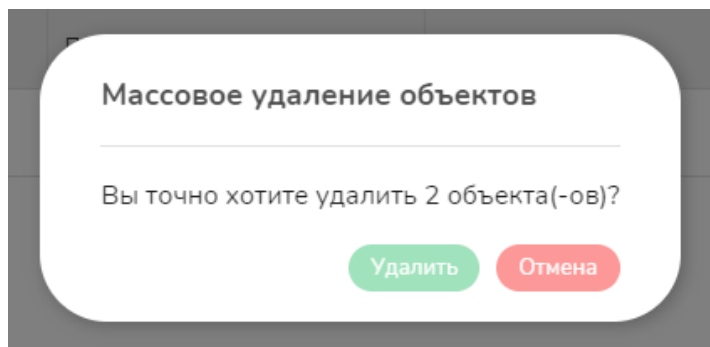 Массовое удаление объектов
Вы точно хотите удалить 2 объекта(-ов)?
Удалить Отмена